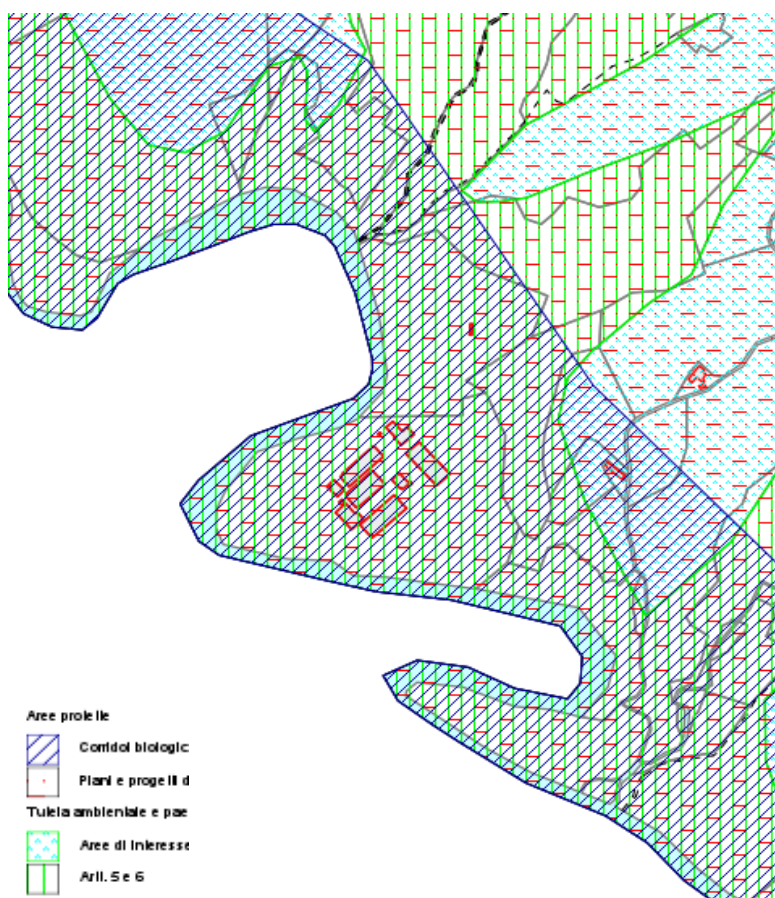 Aree protette
Corridoi biologic
Piani e progetti d
Tutela ambientale e pae
Aree di interesse
Artt. 5 e 6